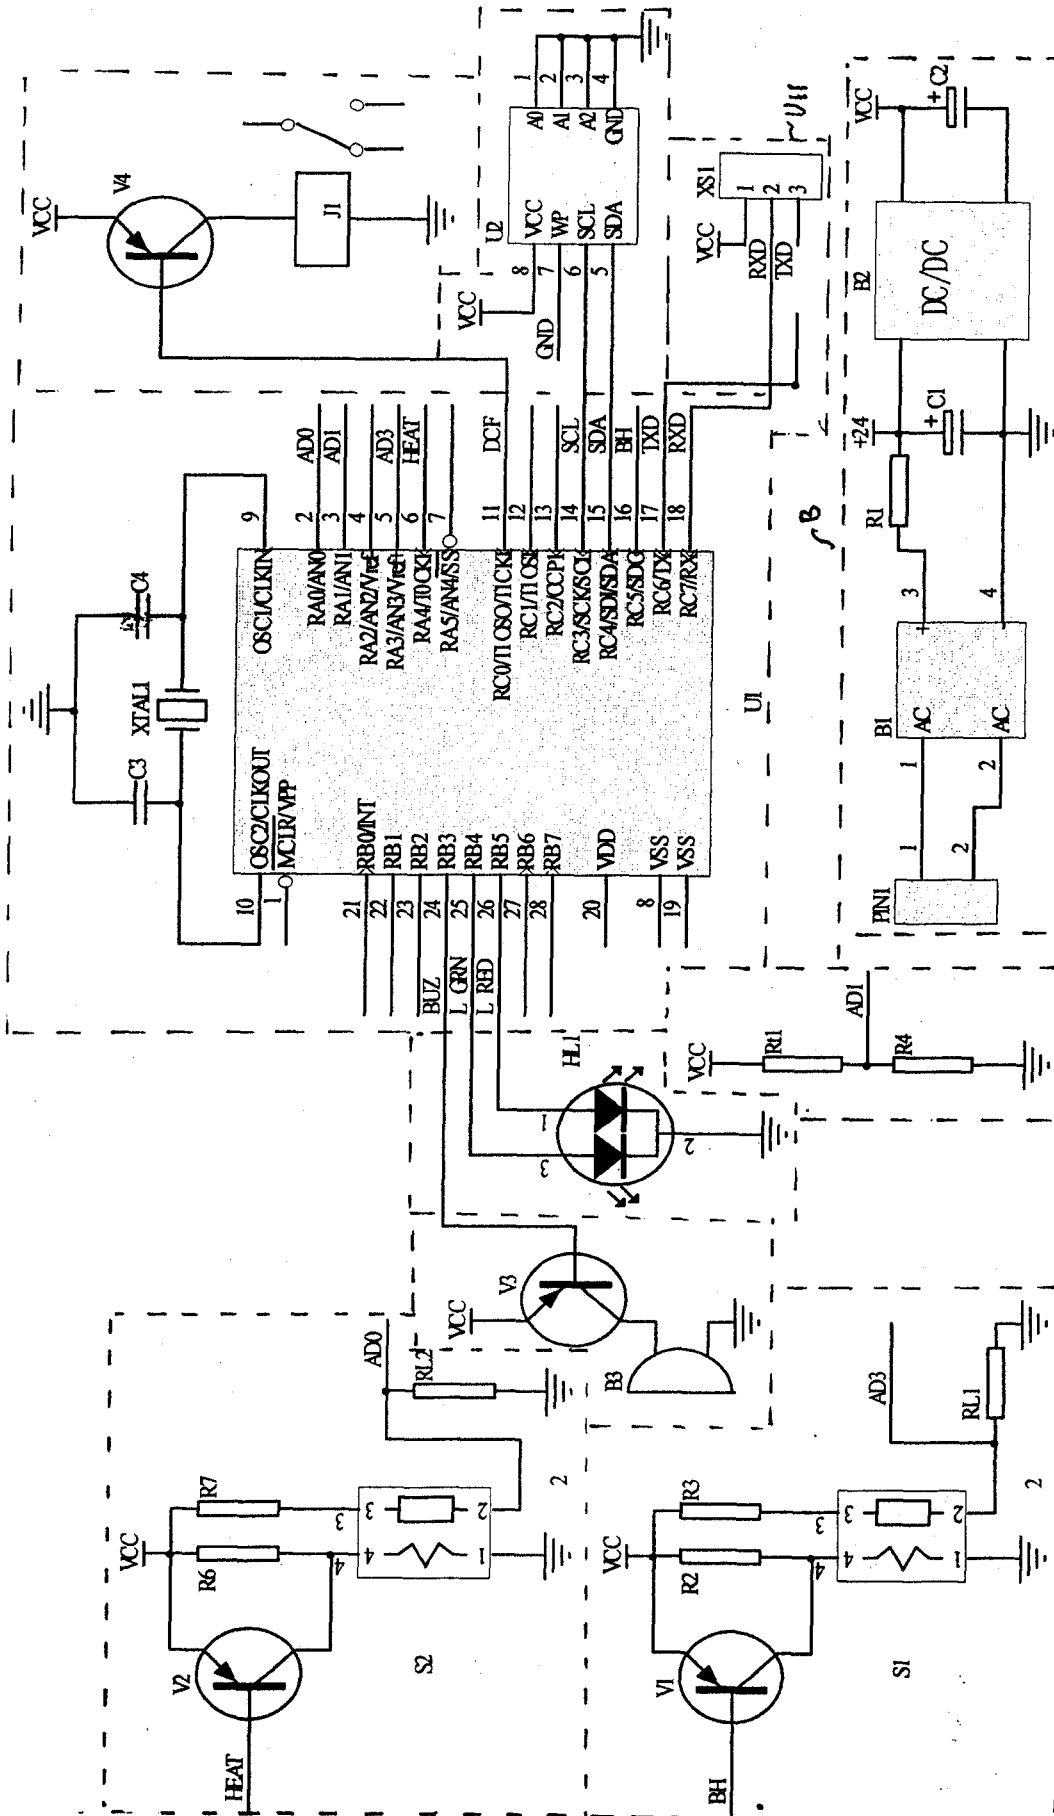 VCC
V4
J1
U2
VCC
WP
SCL
SDA
A0
A1
A2
GND
8
7
6
5
1
2
3
4
VCC
GND
XS1
1
2
3
VCC
RXD
TXD
VCC
C2
+
B2
DC/DC
+24
C1
+
R1
B
3
4
B1
AC
AC
1
2
1
2
PIN1
C4
XTAL1
C3
OSC1/CLKIN
9
RA0/AN0
2
AD0
RA1/AN1
3
AD1
RA2/AN2/Vref
4
RA3/AN3/Vref
5
AD3
RA4/T0CKI
6
HEAT
RA5/AN4/SS
7
RC0/T1OSO/T1CKI
11
DCF
RC1/T1OSI
12
RC2/CCPI
13
RC3/SCK/SCL
14
SCL
RC4/SDI/SDA
15
SDA
RC5/SDO
16
BH
RC6/TX
17
TXD
RC7/RX
18
RXD
U1
10
OSC2/CLKOUT
1
MCLR/VPP
21
RB0/INT
22
RB1
23
RB2
24
RB3
25
RB4
26
RB5
27
RB6
28
RB7
20
VDD
8
VSS
19
VSS
BUZ
L GRN
L RED
HL1
1
3
2
VCC
Rt1
AD1
R4
VCC
V3
B3
AD0
RL2
VCC
R7
R6
3
4
3
4
2
1
2
V2
S2
HEAT
AD3
RL1
VCC
R3
R2
3
4
3
4
2
1
2
V1
S1
BH